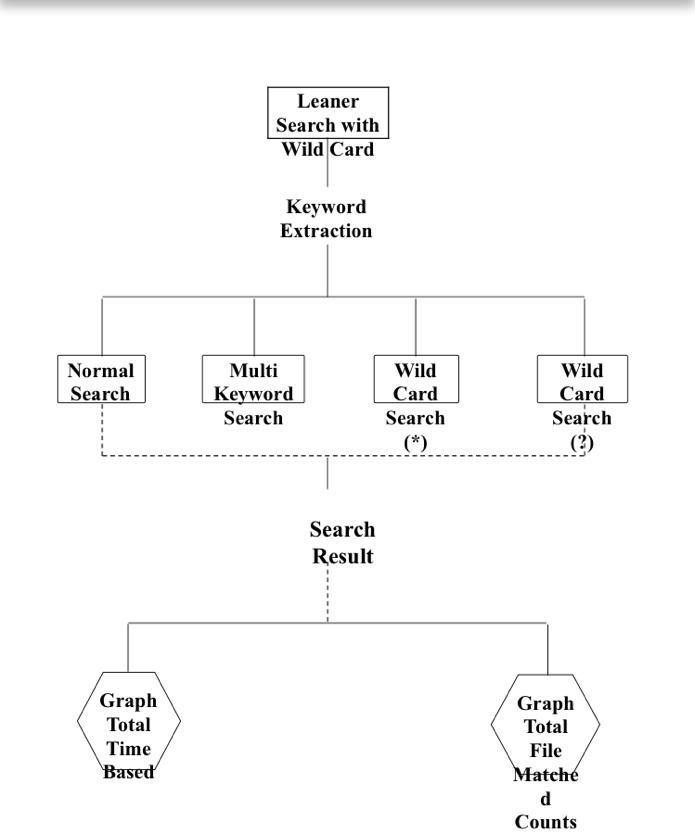 Leaner
Search with
Wild Card
Keyword
Extraction
Normal
Search
Multi
Keyword
Search
Wild
Card
Search
(*)
Wild
Card
Search
(?)
Search
Result
Graph
Total
Time
Based
Graph
Total
File
Matche
d
Counts